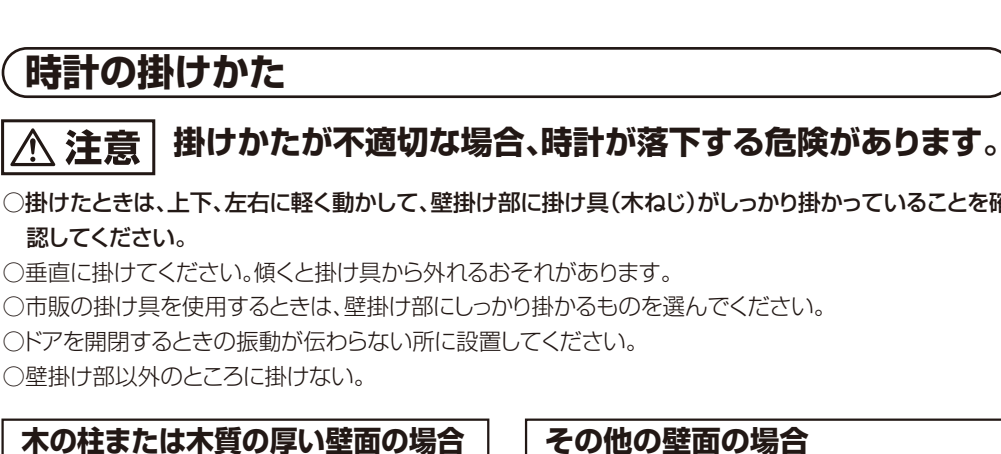 時計の掛けかた
⚠ 注意 掛けかたが不適切な場合、時計が落下する危険があります。
○掛けたときは、上下、左右に軽く動かして、壁掛け部に掛け具（木ねじ）がしっかり掛かっていることを確
認してください。
○垂直に掛けてください。傾くと掛け具から外れるおそれがあります。
○市販の掛け具を使用するときは、壁掛け部にしっかり掛かるものを選んでください。
○ドアを開閉するときの振動が伝わらない所に設置してください。
○壁掛け部以外のところに掛けない。
木の柱または木質の厚い壁面の場合
その他の壁面の場合